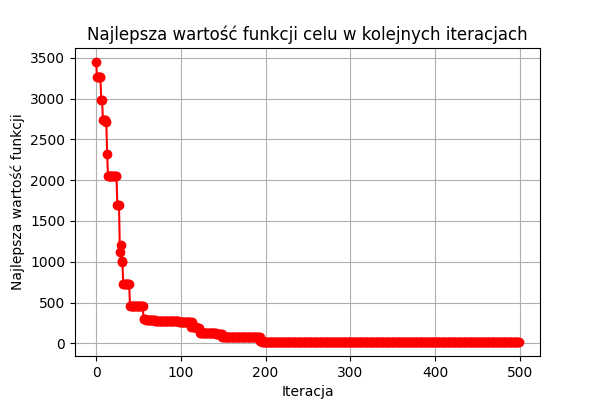 Najlepsza wartość funkcji celu w kolejnych iteracjach
3500
3000
2500
2000
1500
1000
500
0
Najlepsza wartość funkcji
0 100 200 300 400 500
Iteracja